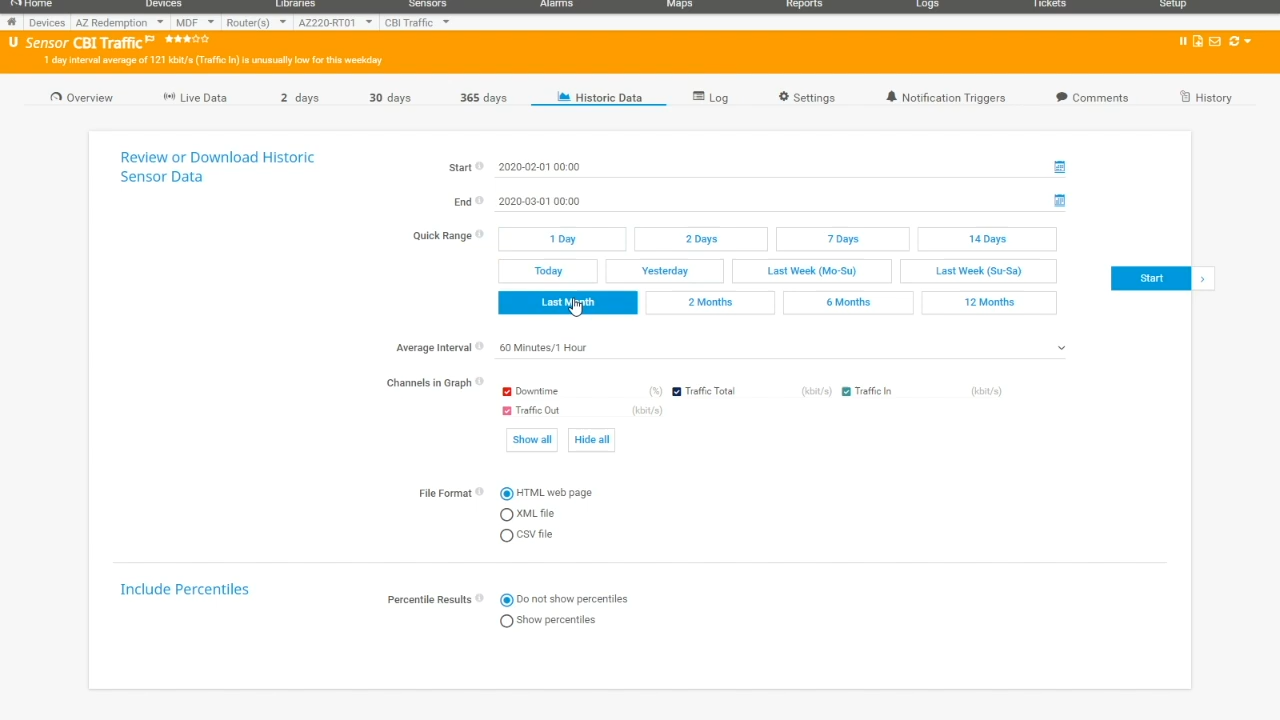 Home Devices Libraries Sensors Alarms Maps Reports Logs Tickets Setup
Devices AZ Redemption MDF Router(s) AZ220-RT01 CBI Traffic
U Sensor CBI Traffic
1 day interval average of 121 kbit/s (Traffic In) is unusually low for this weekday
Overview Live Data 2 days 30 days 365 days Historic Data Log Settings Notification Triggers Comments History
Review or Download Historic
Sensor Data
Start 2020-02-01 00:00
End 2020-03-01 00:00
Quick Range 1 Day 2 Days 7 Days 14 Days
Today Yesterday Last Week (Mo-Su) Last Week (Su-Sa)
Start
Last Month 2 Months 6 Months 12 Months
Average Interval 60 Minutes/1 Hour
Channels in Graph
Downtime (%) Traffic Total (kbit/s) Traffic In (kbit/s)
Traffic Out (kbit/s)
Show all Hide all
File Format HTML web page
XML file
CSV file
Include Percentiles
Percentile Results Do not show percentiles
Show percentiles